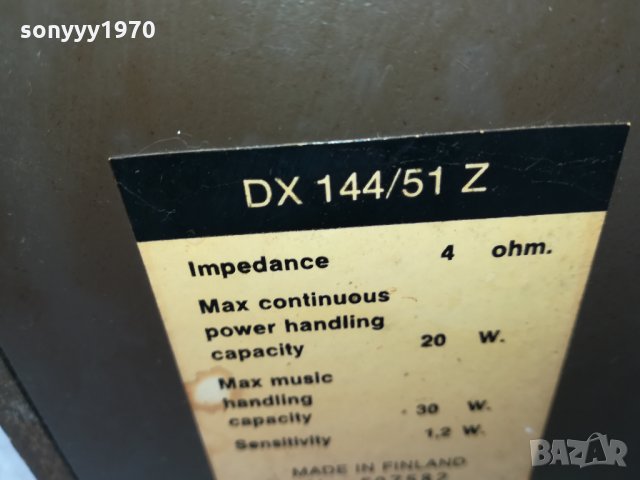 sonyyy1970
DX 144/51 Z
Impedance 4 ohm.
Max continuous
power handling
capacity 20 W.
Max music
handling
capacity 30 W.
Sensitivity 1,2 W.
MADE IN FINLAND
BAZAR